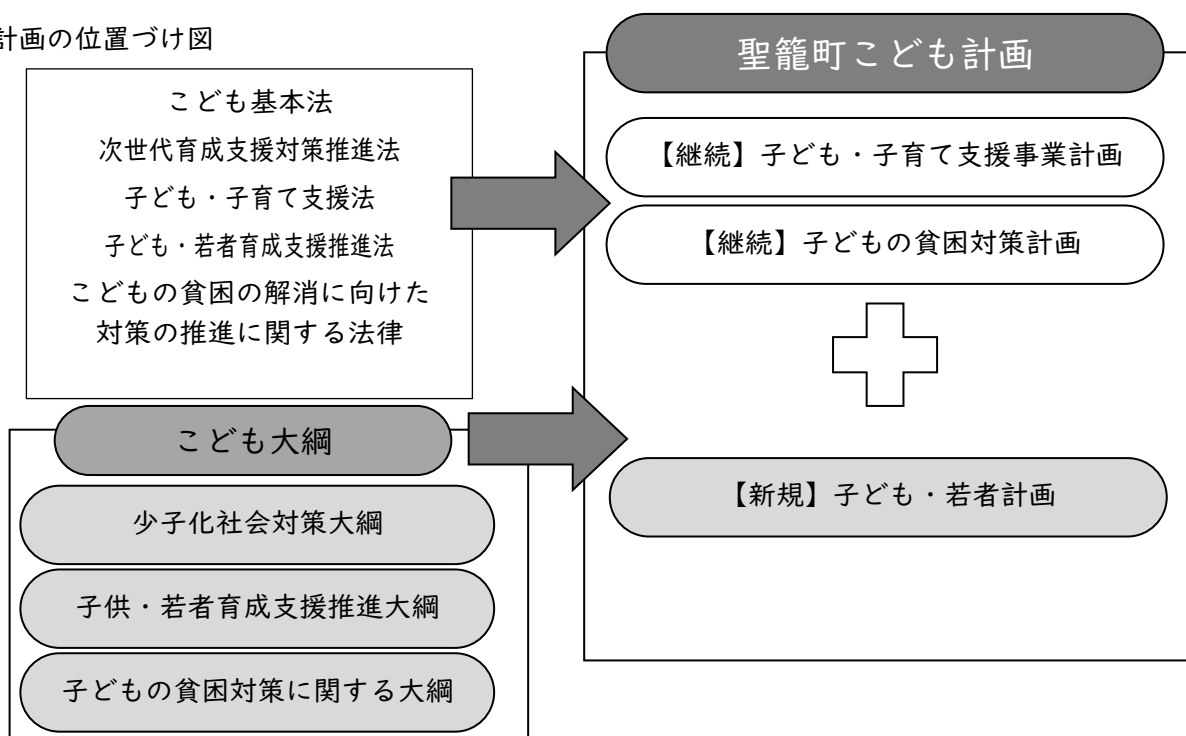 計画の位置づけ図
こども基本法
次世代育成支援対策推進法
子ども・子育て支援法
子ども・若者育成支援推進法
こどもの貧困の解消に向けた
対策の推進に関する法律
こども大綱
少子化社会対策大綱
子供・若者育成支援推進大綱
子どもの貧困対策に関する大綱
聖籠町こども計画
【継続】子ども・子育て支援事業計画
【継続】子どもの貧困対策計画
【新規】子ども・若者計画